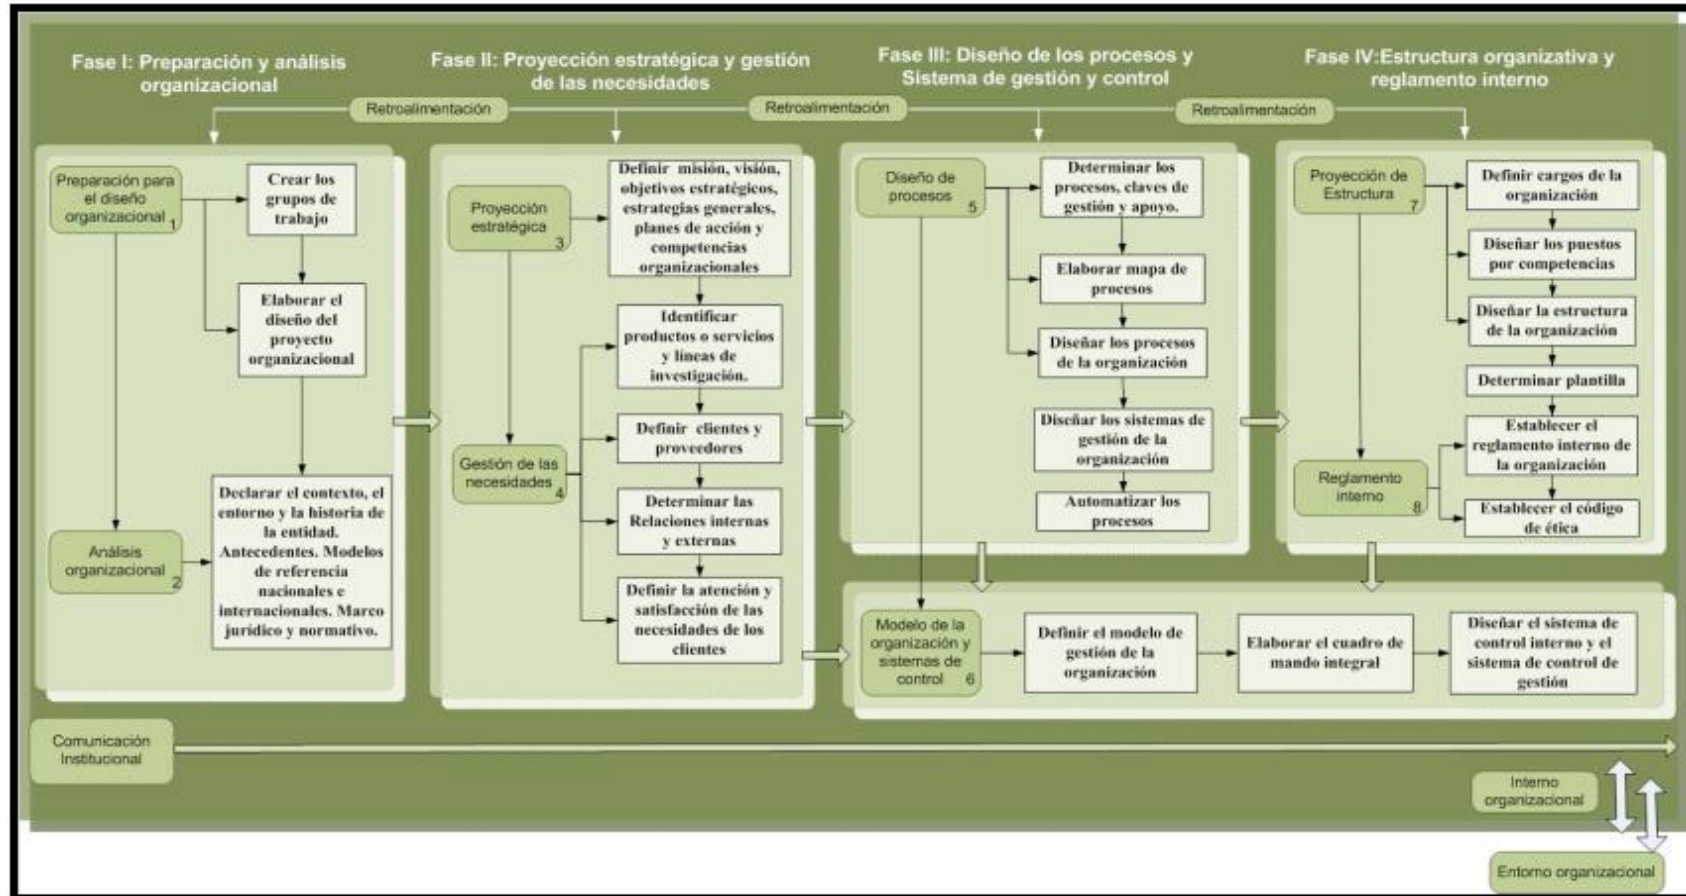 Fase I: Preparación y análisis
organizacional
Fase II: Proyección estratégica y gestión
de las necesidades
Fase III: Diseño de los procesos y
Sistema de gestión y control
Fase IV:Estructura organizativa y
reglamento interno
Retroalimentación
Retroalimentación
Retroalimentación
Preparación para
el diseño
organizacional
1
Crear los
grupos de
trabajo
Elaborar el
diseño del
proyecto
organizacional
Análisis
organizacional
2
Declarar el contexto, el
entorno y la historia de
la entidad.
Antecedentes. Modelos
de referencia
nacionales e
internacionales. Marco
jurídico y normativo.
Proyección
estratégica
3
Definir misión, visión,
objetivos estratégicos,
estrategias generales,
planes de acción y
competencias
organizacionales
Identificar
productos o servicios
y líneas de
investigación.
Gestión de las
necesidades
4
Definir clientes y
proveedores
Determinar las
Relaciones internas
y externas
Definir la atención y
satisfacción de las
necesidades de los
clientes
Diseño de
procesos
5
Determinar los
procesos, claves de
gestión y apoyo.
Elaborar mapa de
procesos
Diseñar los procesos
de la organización
Diseñar los sistemas de
gestión de la
organización
Automatizar los
procesos
Proyección de
Estructura
7
Definir cargos de la
organización
Diseñar los puestos
por competencias
Diseñar la estructura
de la organización
Determinar plantilla
Reglamento
interno
8
Establecer el
reglamento interno de
la organización
Establecer el código
de ética
Modelo de la
organización y
sistemas de
control
6
Definir el modelo de
gestión de la
organización
Elaborar el cuadro de
mando integral
Diseñar el sistema de
control interno y el
sistema de control de
gestión
Comunicación
Institucional
Interno
organizacional
Entorno organizacional